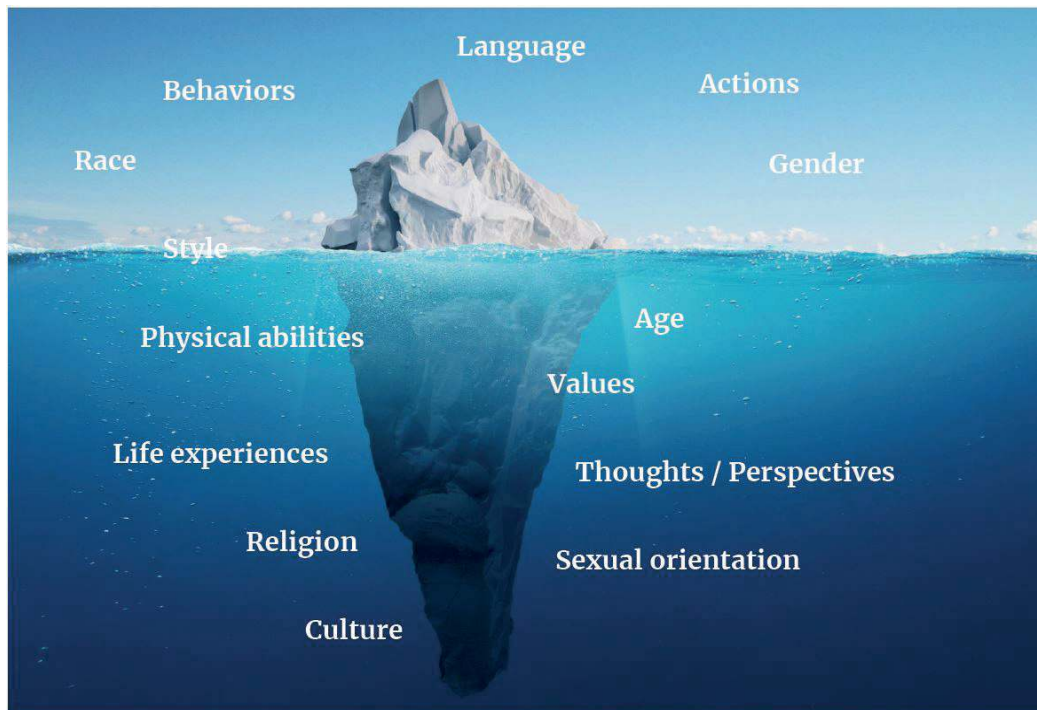 Language
Behaviors
Actions
Race
Gender
Style
Age
Physical abilities
Values
Life experiences
Thoughts / Perspectives
Religion
Sexual orientation
Culture